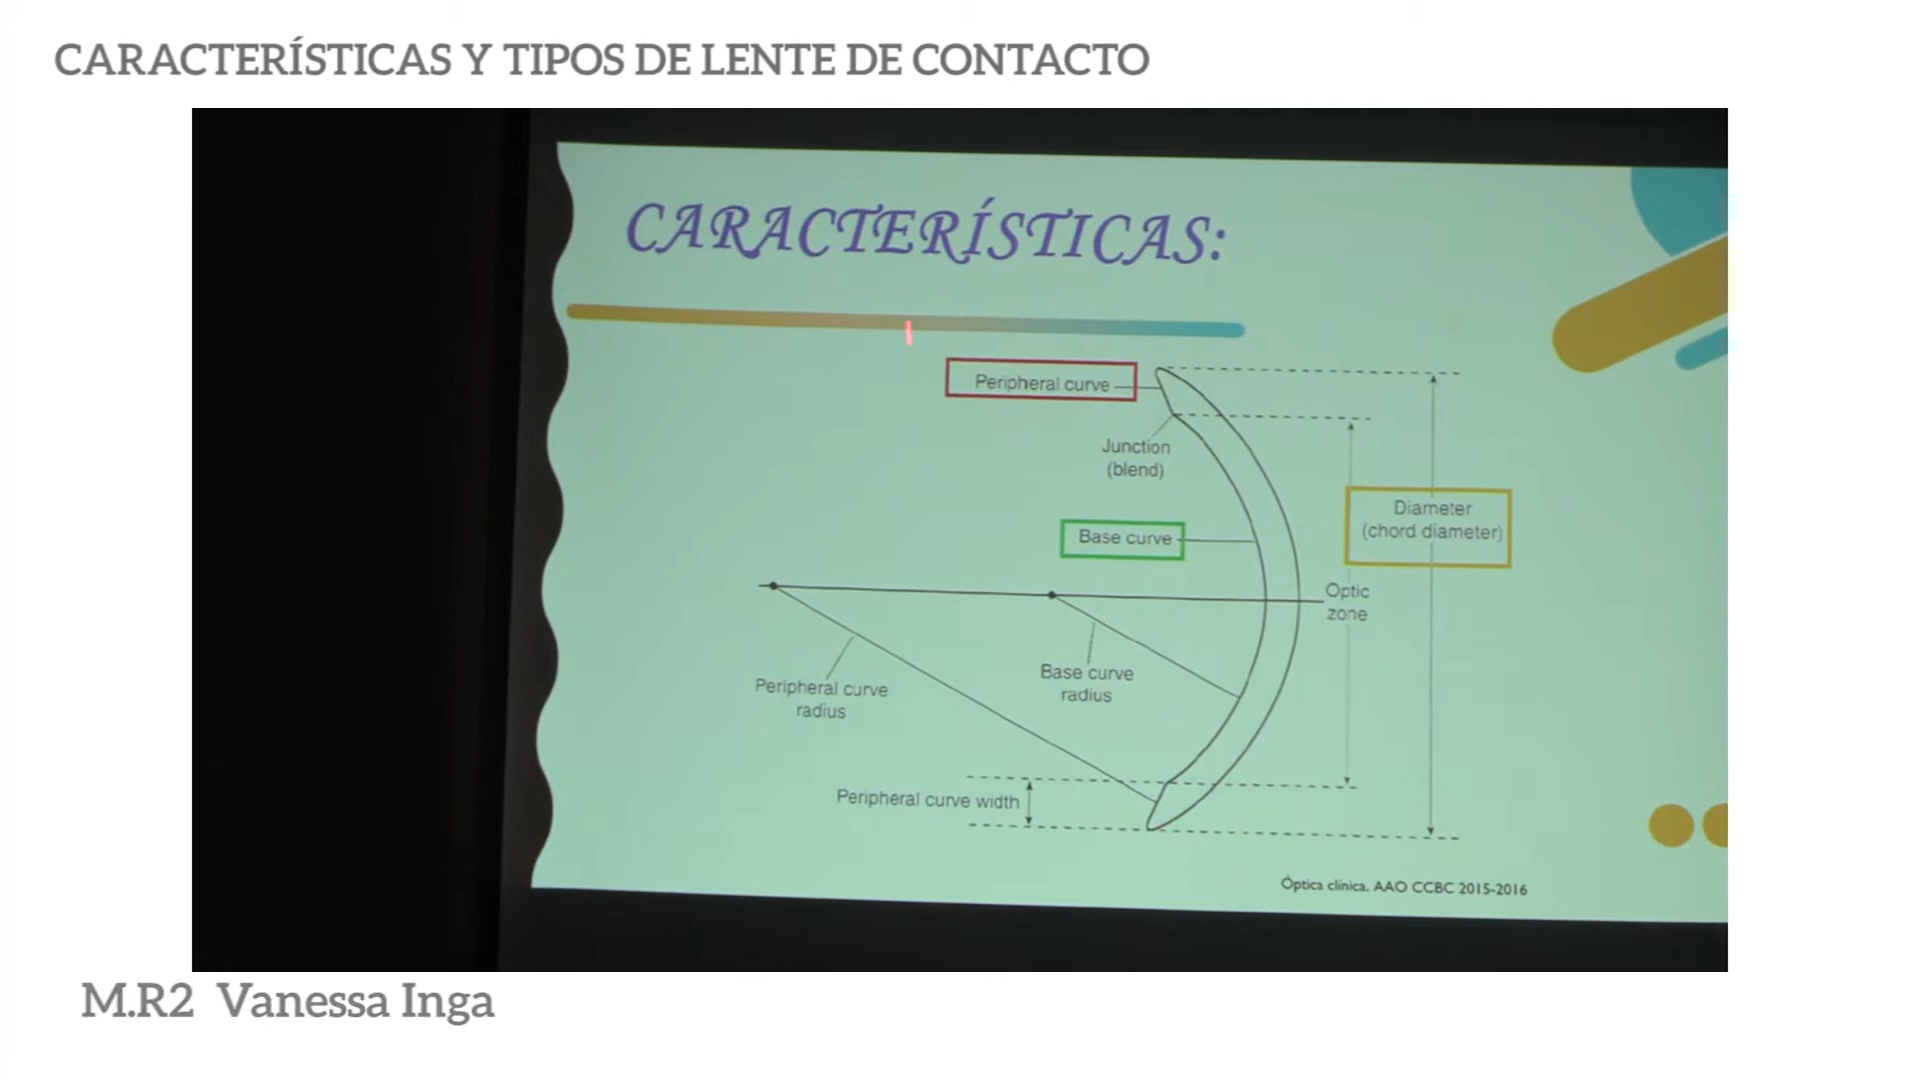 CARACTERÍSTICAS Y TIPOS DE LENTE DE CONTACTO
CARACTERÍSTICAS:
Peripheral curve
Junction
(blend)
Diameter
(chord diameter)
Base curve
Optic
zone
Base curve
radius
Peripheral curve
radius
Peripheral curve width
Óptica clínica. AAO CCBC 2015-2016
M.R2 Vanessa Inga